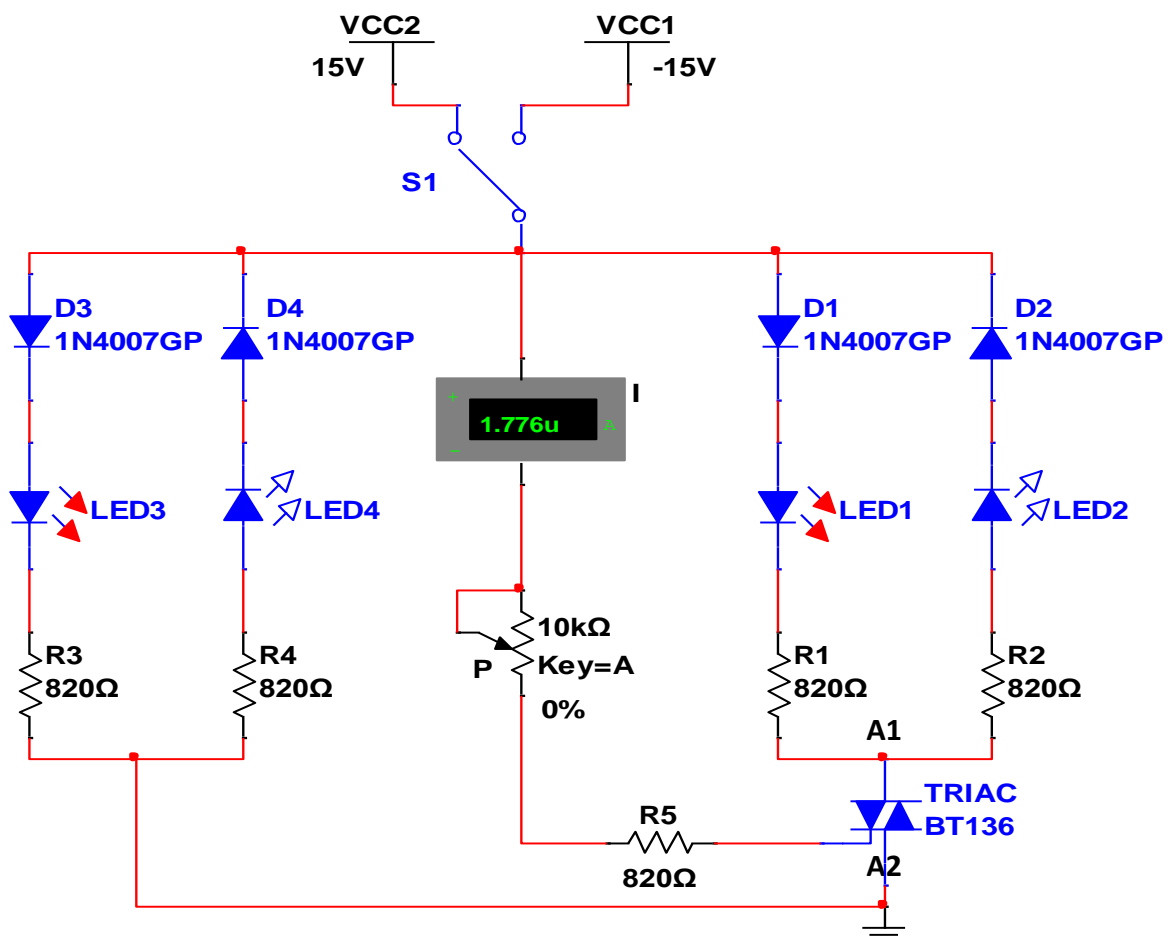 VCC2
15V
VCC1
-15V
S1
D3
1N4007GP
D4
1N4007GP
D1
1N4007GP
D2
1N4007GP
I
+
1.776u
A
-
LED3
LED4
LED1
LED2
10kΩ
P
Key=A
0%
R3
820Ω
R4
820Ω
R1
820Ω
R2
820Ω
A1
TRIAC
BT136
R5
820Ω
A2